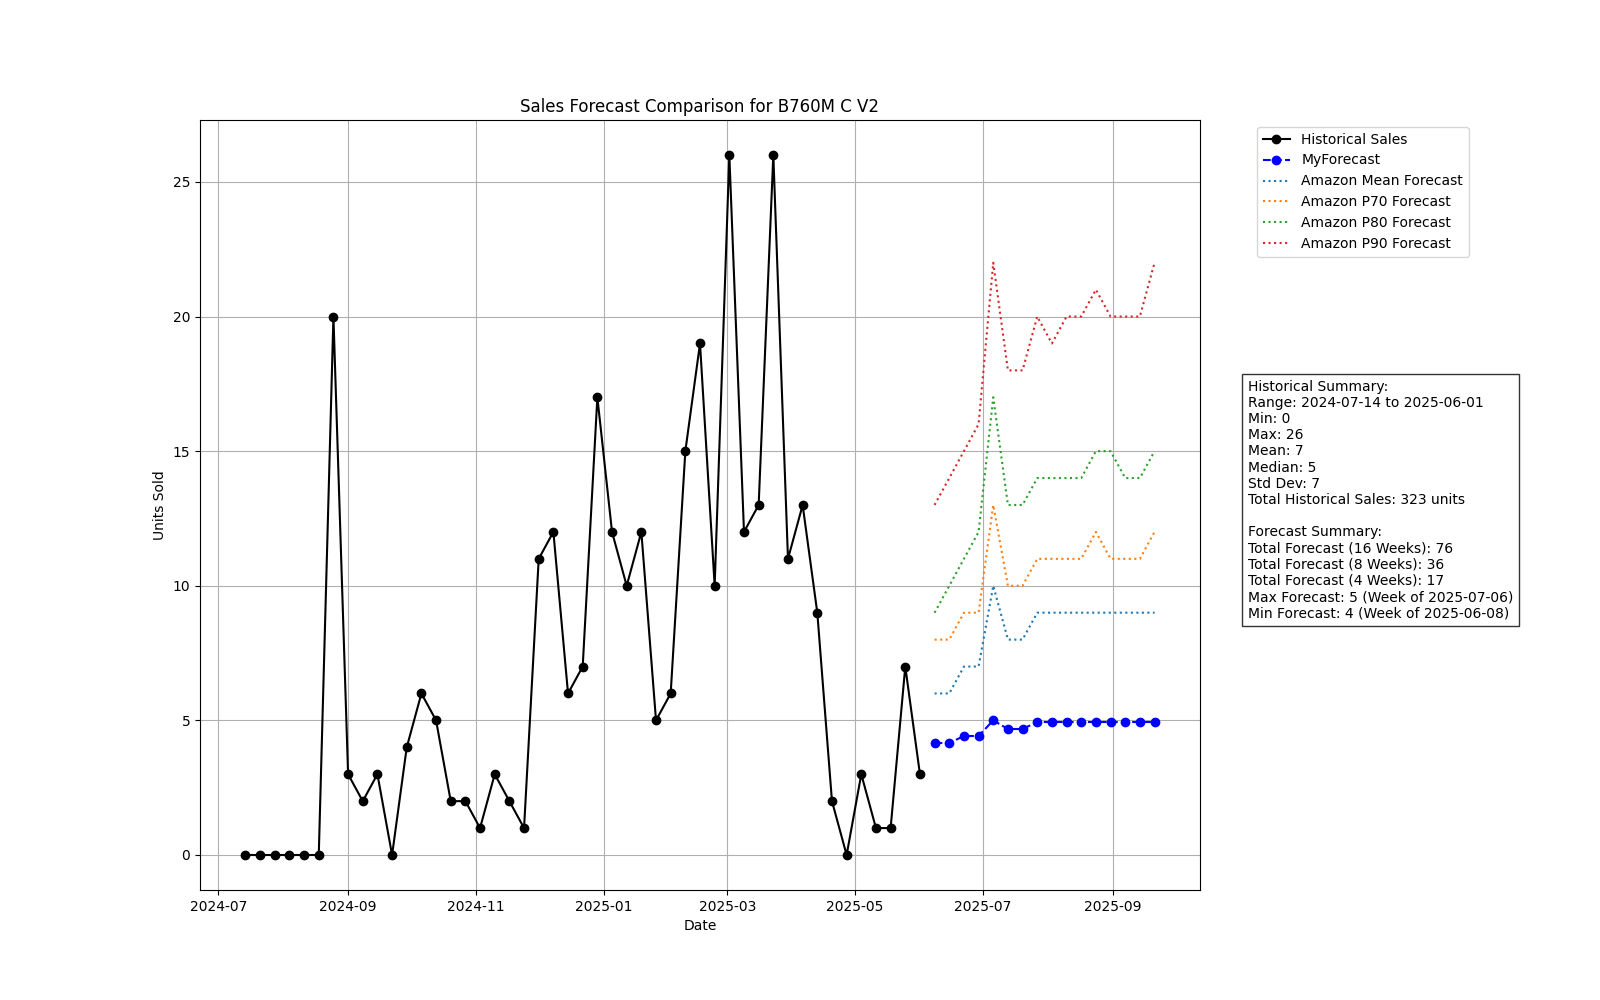 Sales Forecast Comparison for B760M C V2
Units Sold
25
20
15
10
5
0
2024-07
2024-09
2024-11
2025-01
2025-03
2025-05
2025-07
2025-09
Date
Historical Sales
MyForecast
Amazon Mean Forecast
Amazon P70 Forecast
Amazon P80 Forecast
Amazon P90 Forecast
Historical Summary:
Range: 2024-07-14 to 2025-06-01
Min: 0
Max: 26
Mean: 7
Median: 5
Std Dev: 7
Total Historical Sales: 323 units
Forecast Summary:
Total Forecast (16 Weeks): 76
Total Forecast (8 Weeks): 36
Total Forecast (4 Weeks): 17
Max Forecast: 5 (Week of 2025-07-06)
Min Forecast: 4 (Week of 2025-06-08)